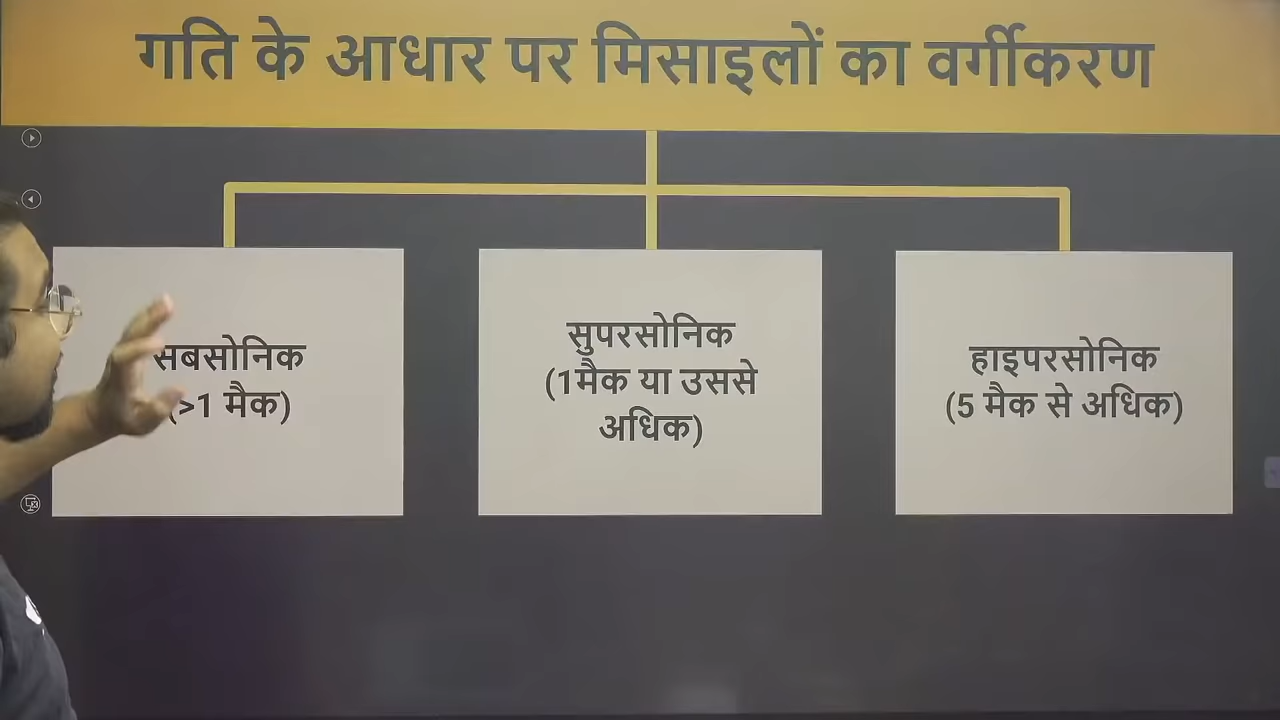 गति के आधार पर मिसाइलों का वर्गीकरण
सबसोनिक
(>1 मैक)
सुपरसोनिक
(1मैक या उससे
अधिक)
हाइपरसोनिक
(5 मैक से अधिक)